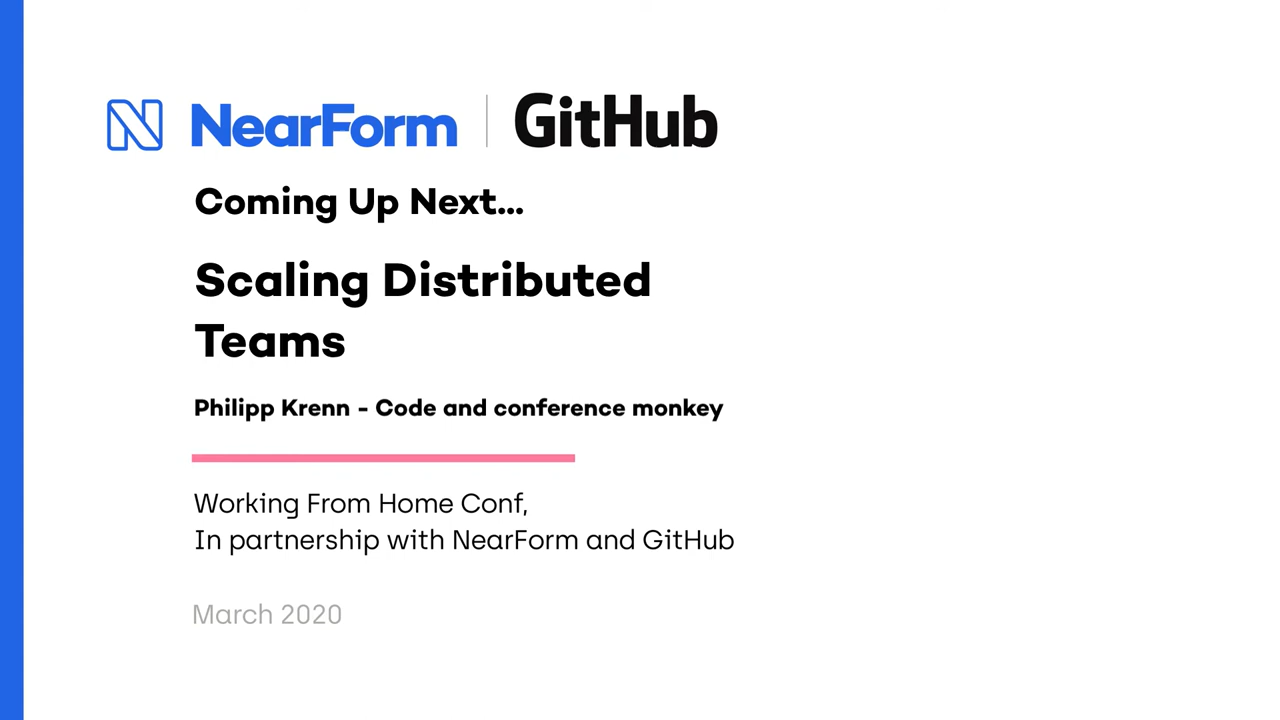 NearForm | GitHub
Coming Up Next...
Scaling Distributed
Teams
Philipp Krenn - Code and conference monkey
Working From Home Conf,
In partnership with NearForm and GitHub
March 2020